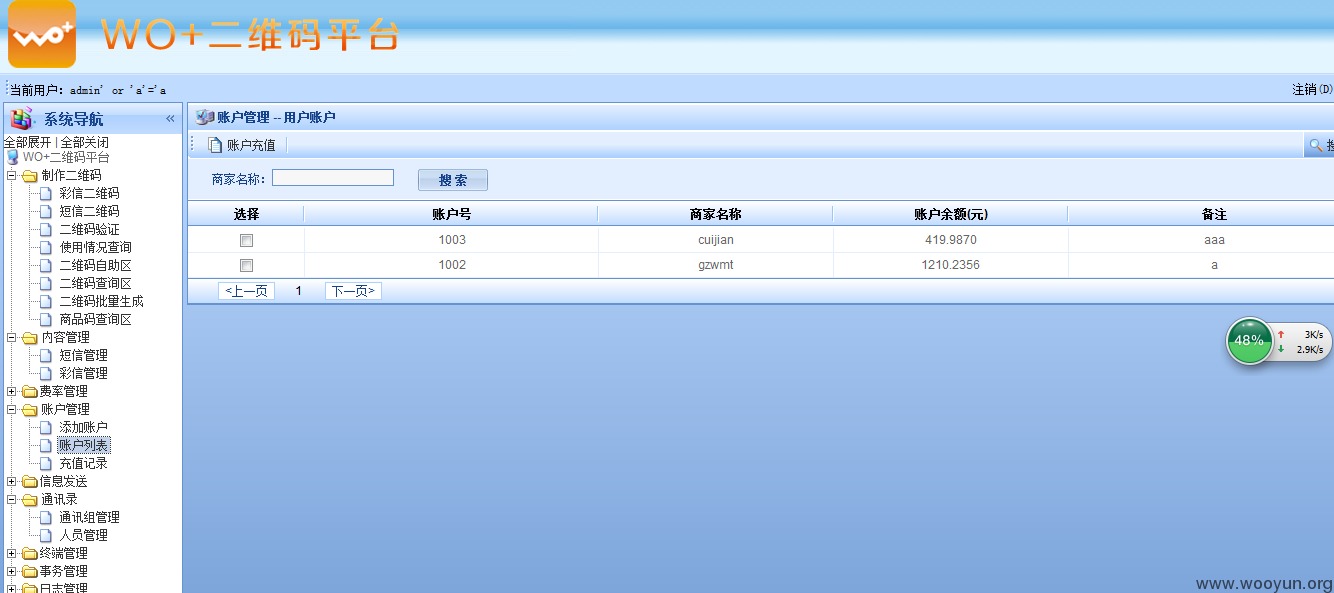 wo+ WO+二维码平台
当前用户: admin' or 'a'='a 注销(D)
系统导航 «
全部展开 | 全部关闭
WO+二维码平台
制作二维码
彩信二维码
短信二维码
二维码验证
使用情况查询
二维码自助区
二维码查询区
二维码批量生成
商品码查询区
内容管理
短信管理
彩信管理
费率管理
账户管理
添加账户
账户列表
充值记录
信息发送
通讯录
通讯组管理
人员管理
终端管理
事务管理
日志管理
账户管理 -- 用户账户
账户充值
商家名称: 搜 索
选择 账户号 商家名称 账户余额(元) 备注
1003 cuijian 419.9870 aaa
1002 gzwmt 1210.2356 a
<上一页 1 下一页>
48% 3K/s
2.9K/s
www.wooyun.org